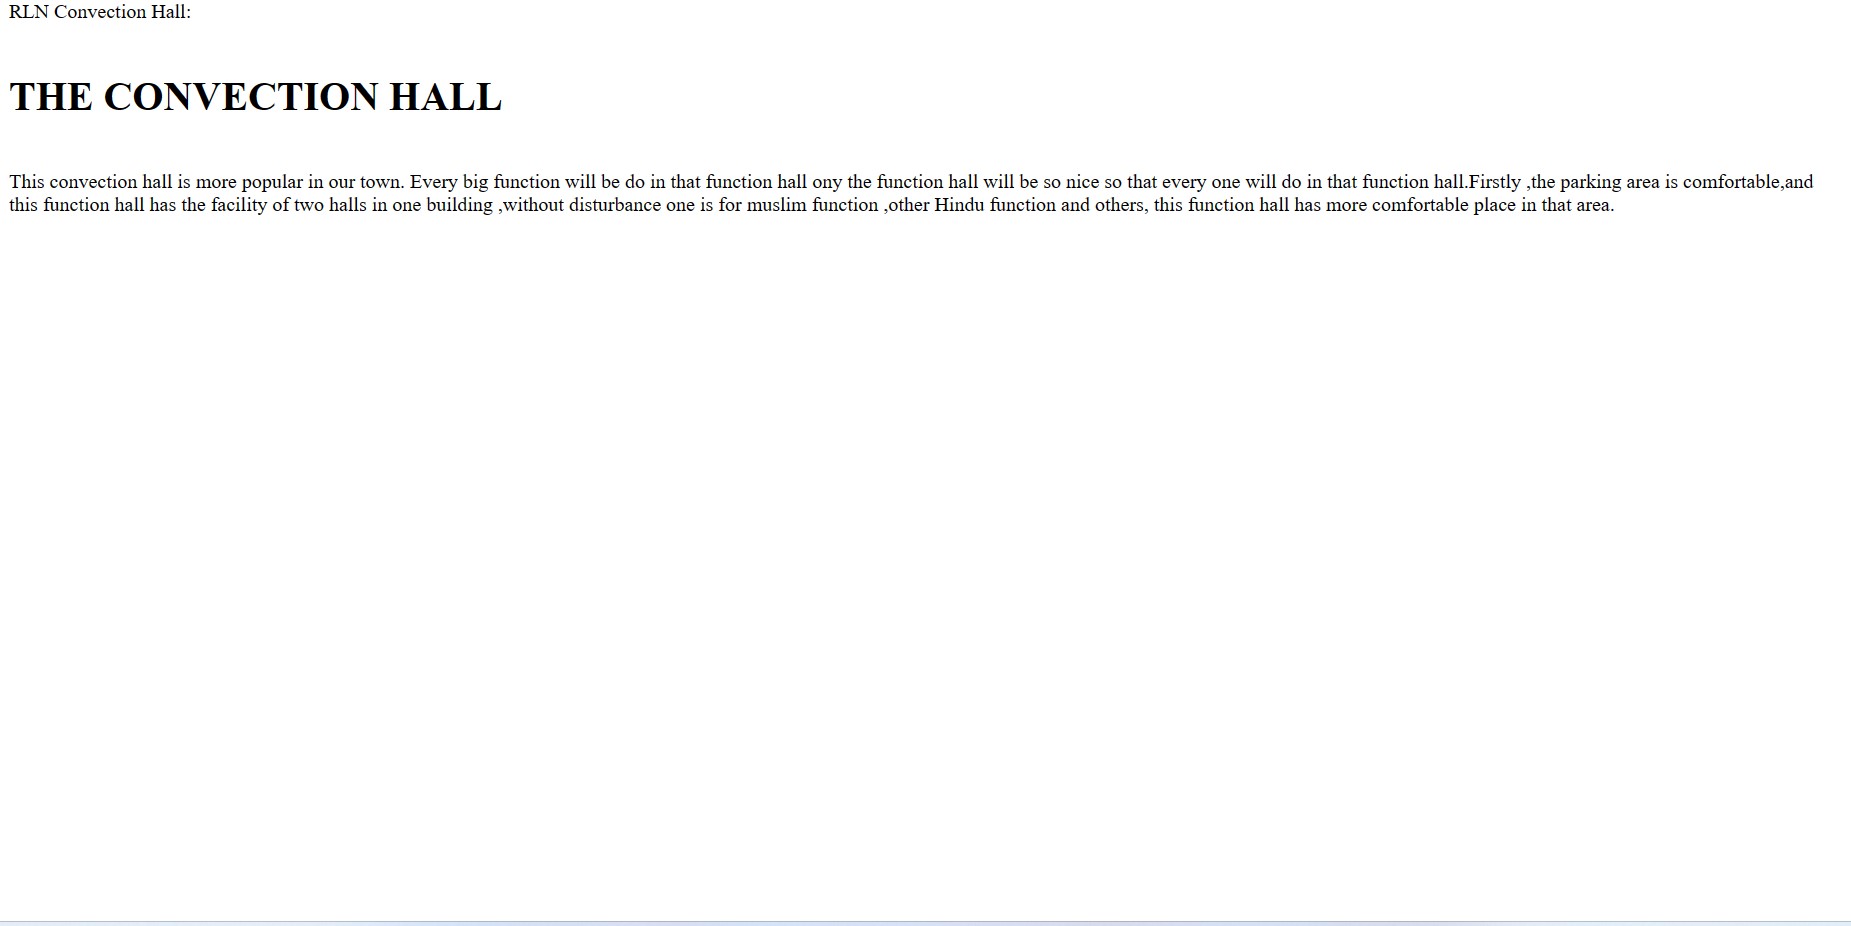 RLN Convection Hall:
THE CONVECTION HALL
This convection hall is more popular in our town. Every big function will be do in that function hall ony the function hall will be so nice so that every one will do in that function hall.Firstly ,the parking area is comfortable,and
this function hall has the facility of two halls in one building ,without disturbance one is for muslim function ,other Hindu function and others, this function hall has more comfortable place in that area.